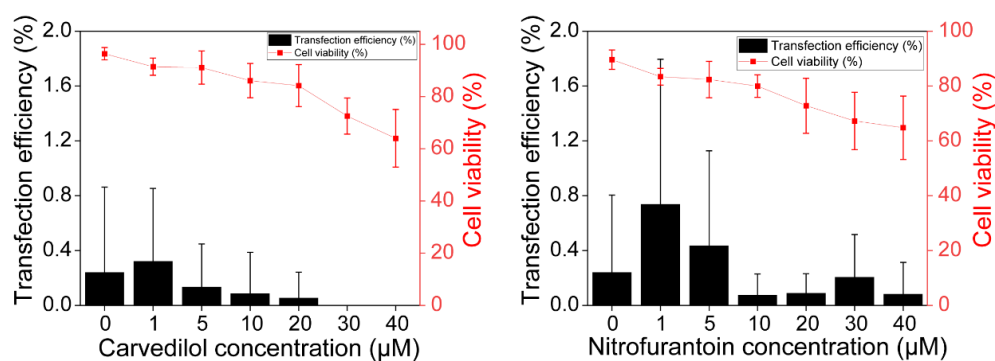 Transfection efficiency (%)
2.0
1.6
1.2
0.8
0.4
0.0
Transfection efficiency (%)
Cell viability (%)
100
80
60
40
20
0
Cell viability (%)
0 1 5 10 20 30 40
Carvedilol concentration (µM)
Transfection efficiency (%)
2.0
1.6
1.2
0.8
0.4
0.0
Transfection efficiency (%)
Cell viability (%)
100
80
60
40
20
0
Cell viability (%)
0 1 5 10 20 30 40
Nitrofurantoin concentration (µM)